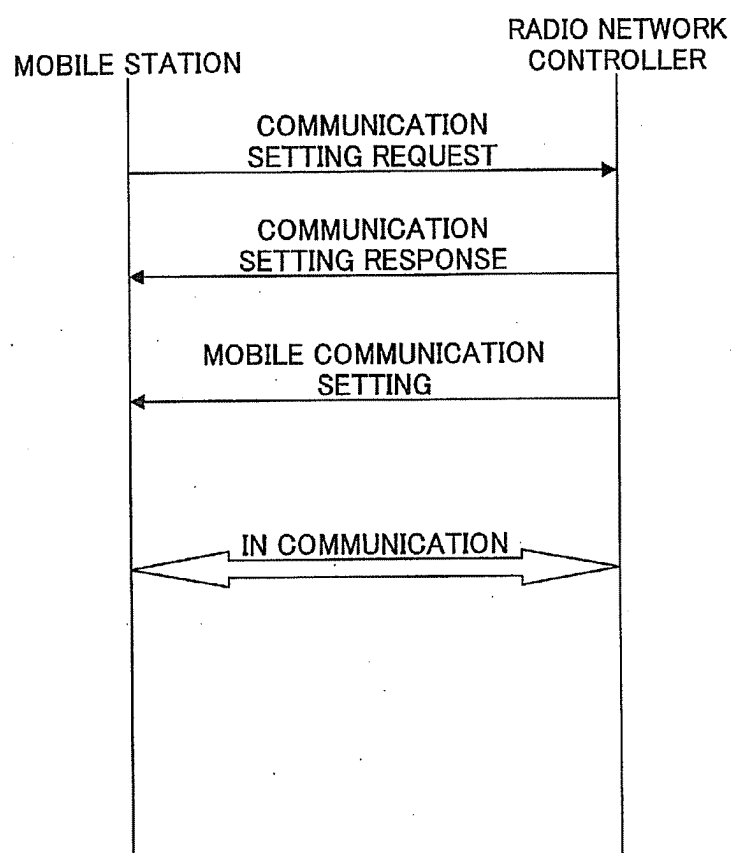 MOBILE STATION
RADIO NETWORK
CONTROLLER
COMMUNICATION
SETTING REQUEST
COMMUNICATION
SETTING RESPONSE
MOBILE COMMUNICATION
SETTING
IN COMMUNICATION